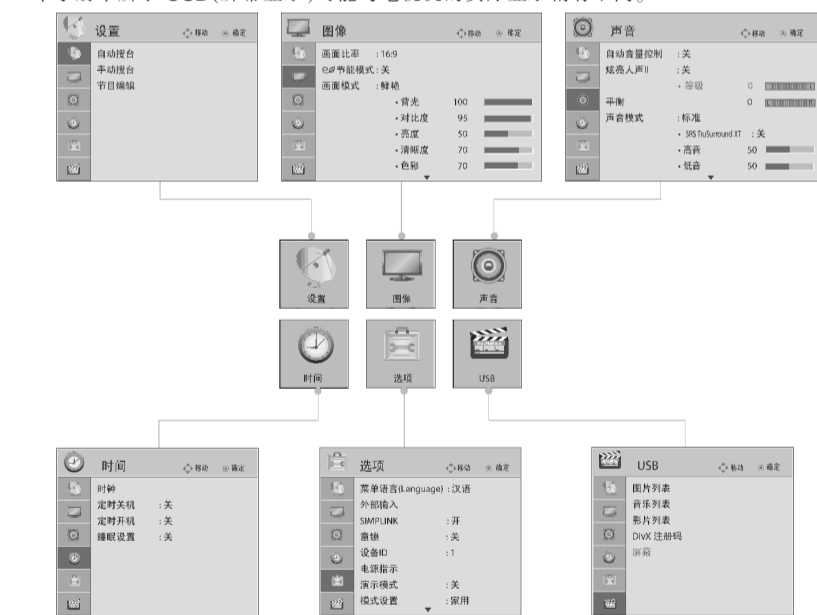 设置 移动 确定
自动搜台
手动搜台
节目编辑
图像 移动 确定
画面比率 :16:9
节能模式:关
画面模式 :鲜艳
•背光 100
•对比度 95
•亮度 50
•清晰度 70
•色彩 70
声音 移动 确定
自动音量控制 :关
炫亮人声II :关
•等级 0
平衡 0
声音模式 :标准
• SRS TruSurround XT :关
•高音 50
•低音 50
设置
图像
声音
时间
选项
USB
时间 移动 确定
时钟
定时关机 :关
定时开机 :关
睡眠设置 :关
选项 移动 确定
菜单语言(Language) :汉语
外部输入
SIMPLINK :开
童锁 :关
设备ID :1
电源指示
演示模式 :关
模式设置 :家用
USB 移动 确定
图片列表
音乐列表
影片列表
DivX 注册码
屏蔽